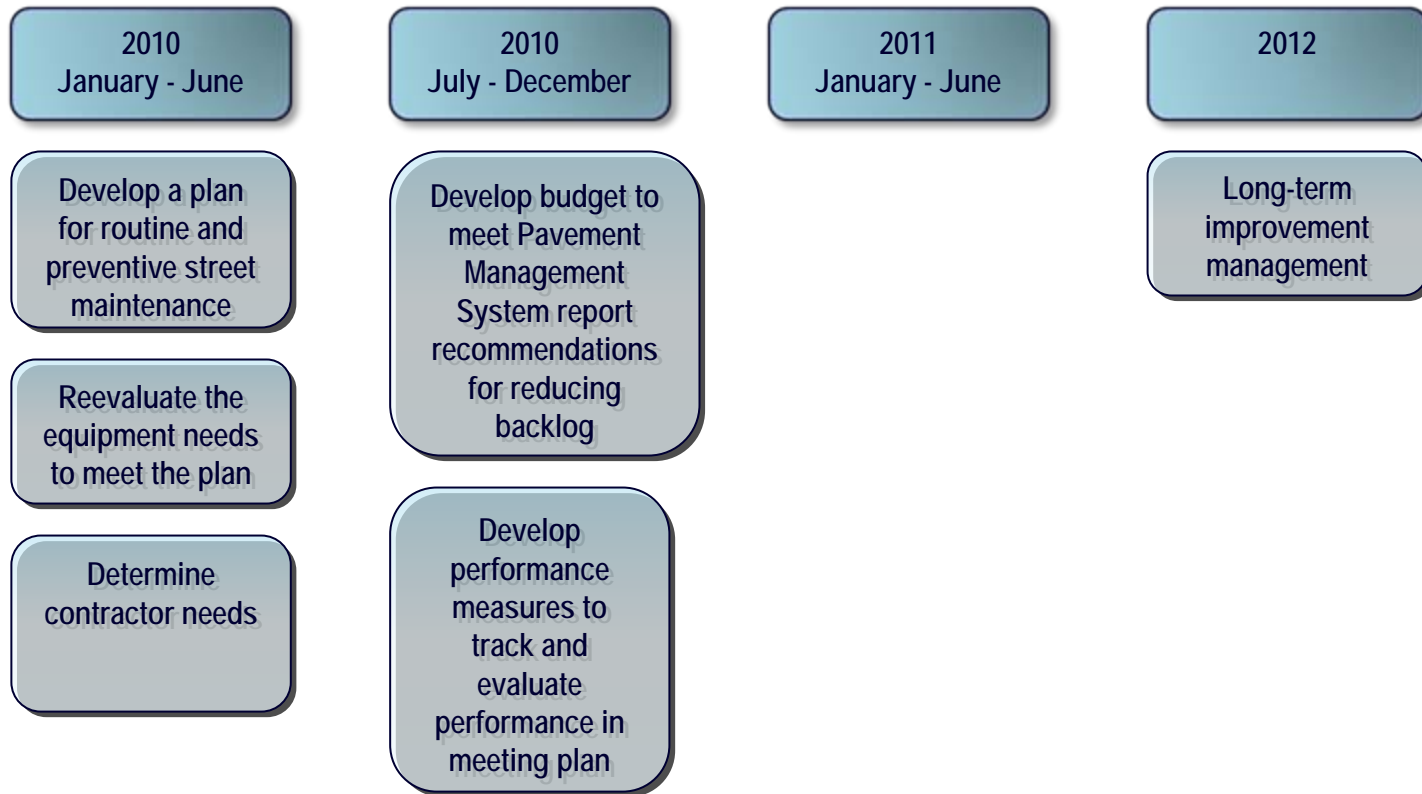 2010
January - June
2010
July - December
2011
January - June
2012
Develop a plan
for routine and
preventive street
maintenance
Reevaluate the
equipment needs
to meet the plan
Determine
contractor needs
Develop budget to
meet Pavement
Management
System report
recommendations
for reducing
backlog
Develop
performance
measures to
track and
evaluate
performance in
meeting plan
Long-term
improvement
management